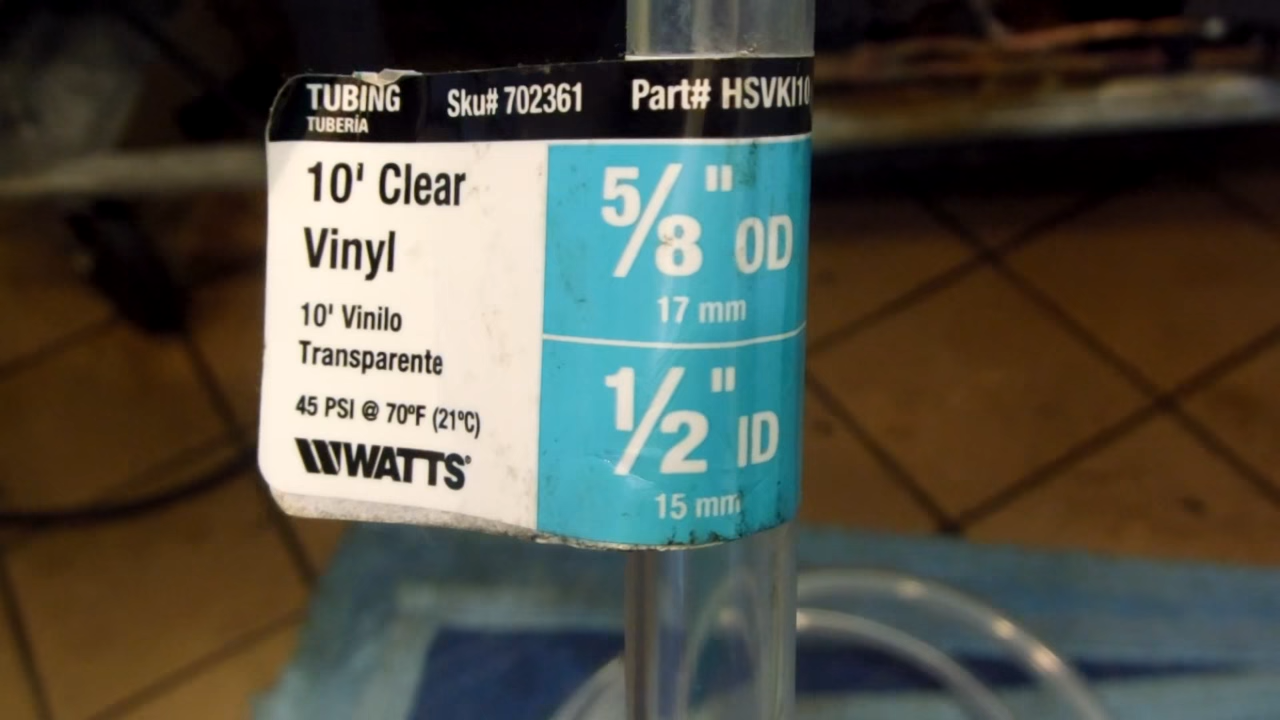 TUBING Sku# 702361 Part# HSVKI10
TUBERÍA
10' Clear
Vinyl
10' Vinilo
Transparente
45 PSI @ 70ºF (21ºC)
WATTS®
5/8" OD
17 mm
1/2" ID
15 mm